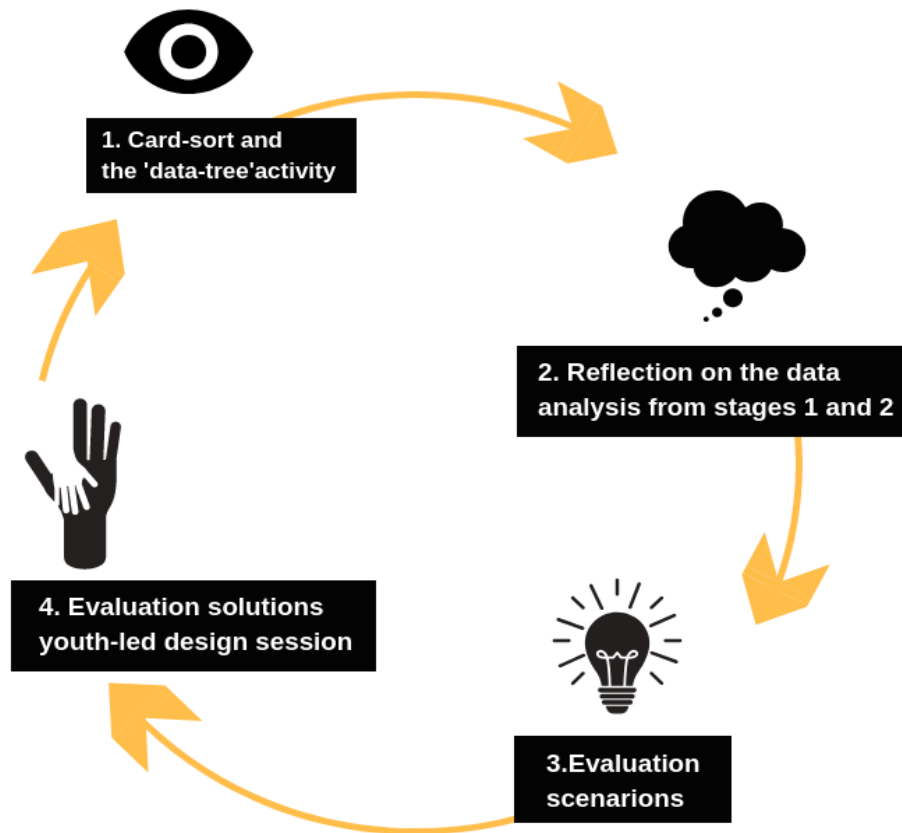 1. Card-sort and
the 'data-tree'activity
2. Reflection on the data
analysis from stages 1 and 2
3.Evaluation
scenarions
4. Evaluation solutions
youth-led design session